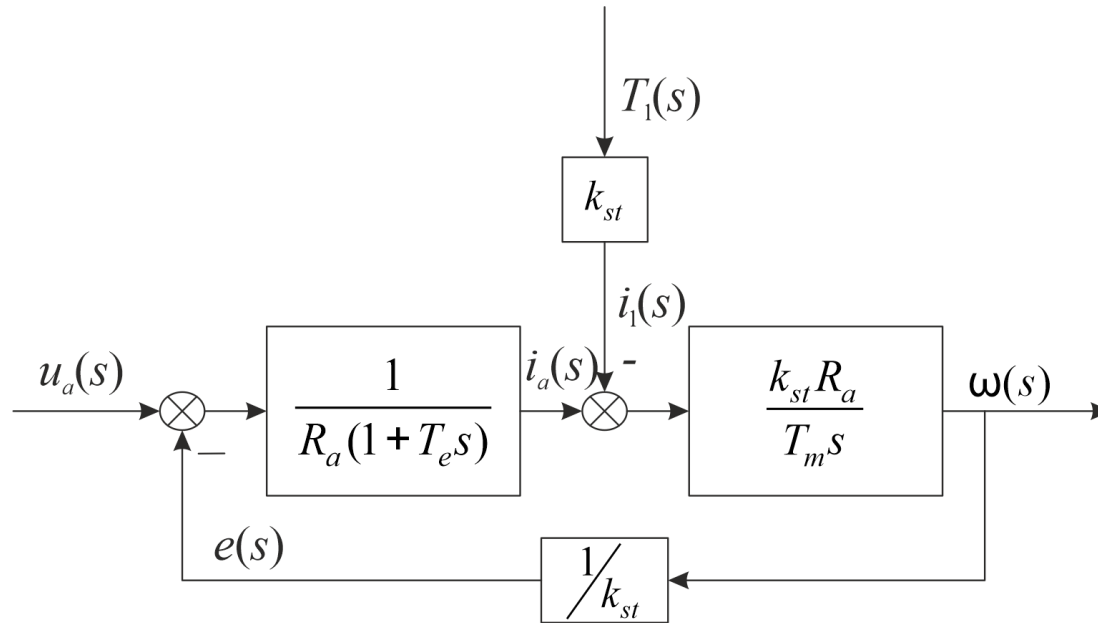 T₁(s)
k_st
i₁(s)
u_a(s)
1
R_a(1+T_e s)
i_a(s)
-
k_st R_a
T_m s
ω(s)
−
e(s)
1/k_st